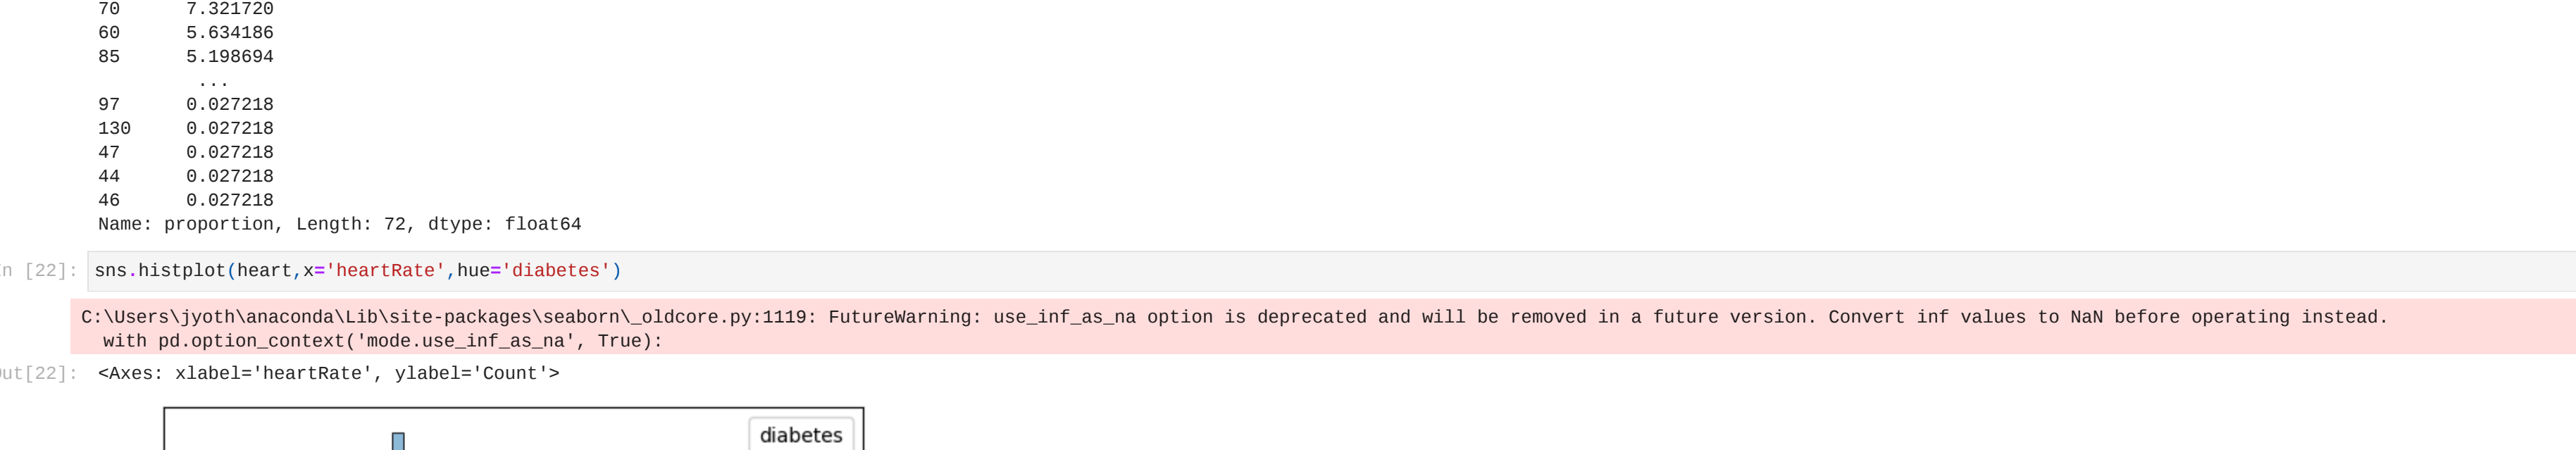 70      7.321720
60      5.634186
85      5.198694
...
97      0.027218
130     0.027218
47      0.027218
44      0.027218
46      0.027218
Name: proportion, Length: 72, dtype: float64
n [22]: sns.histplot(heart,x='heartRate',hue='diabetes')
C:\Users\jyoth\anaconda\Lib\site-packages\seaborn\_oldcore.py:1119: FutureWarning: use_inf_as_na option is deprecated and will be removed in a future version. Convert inf values to NaN before operating instead.
with pd.option_context('mode.use_inf_as_na', True):
ut[22]: <Axes: xlabel='heartRate', ylabel='Count'>
diabetes